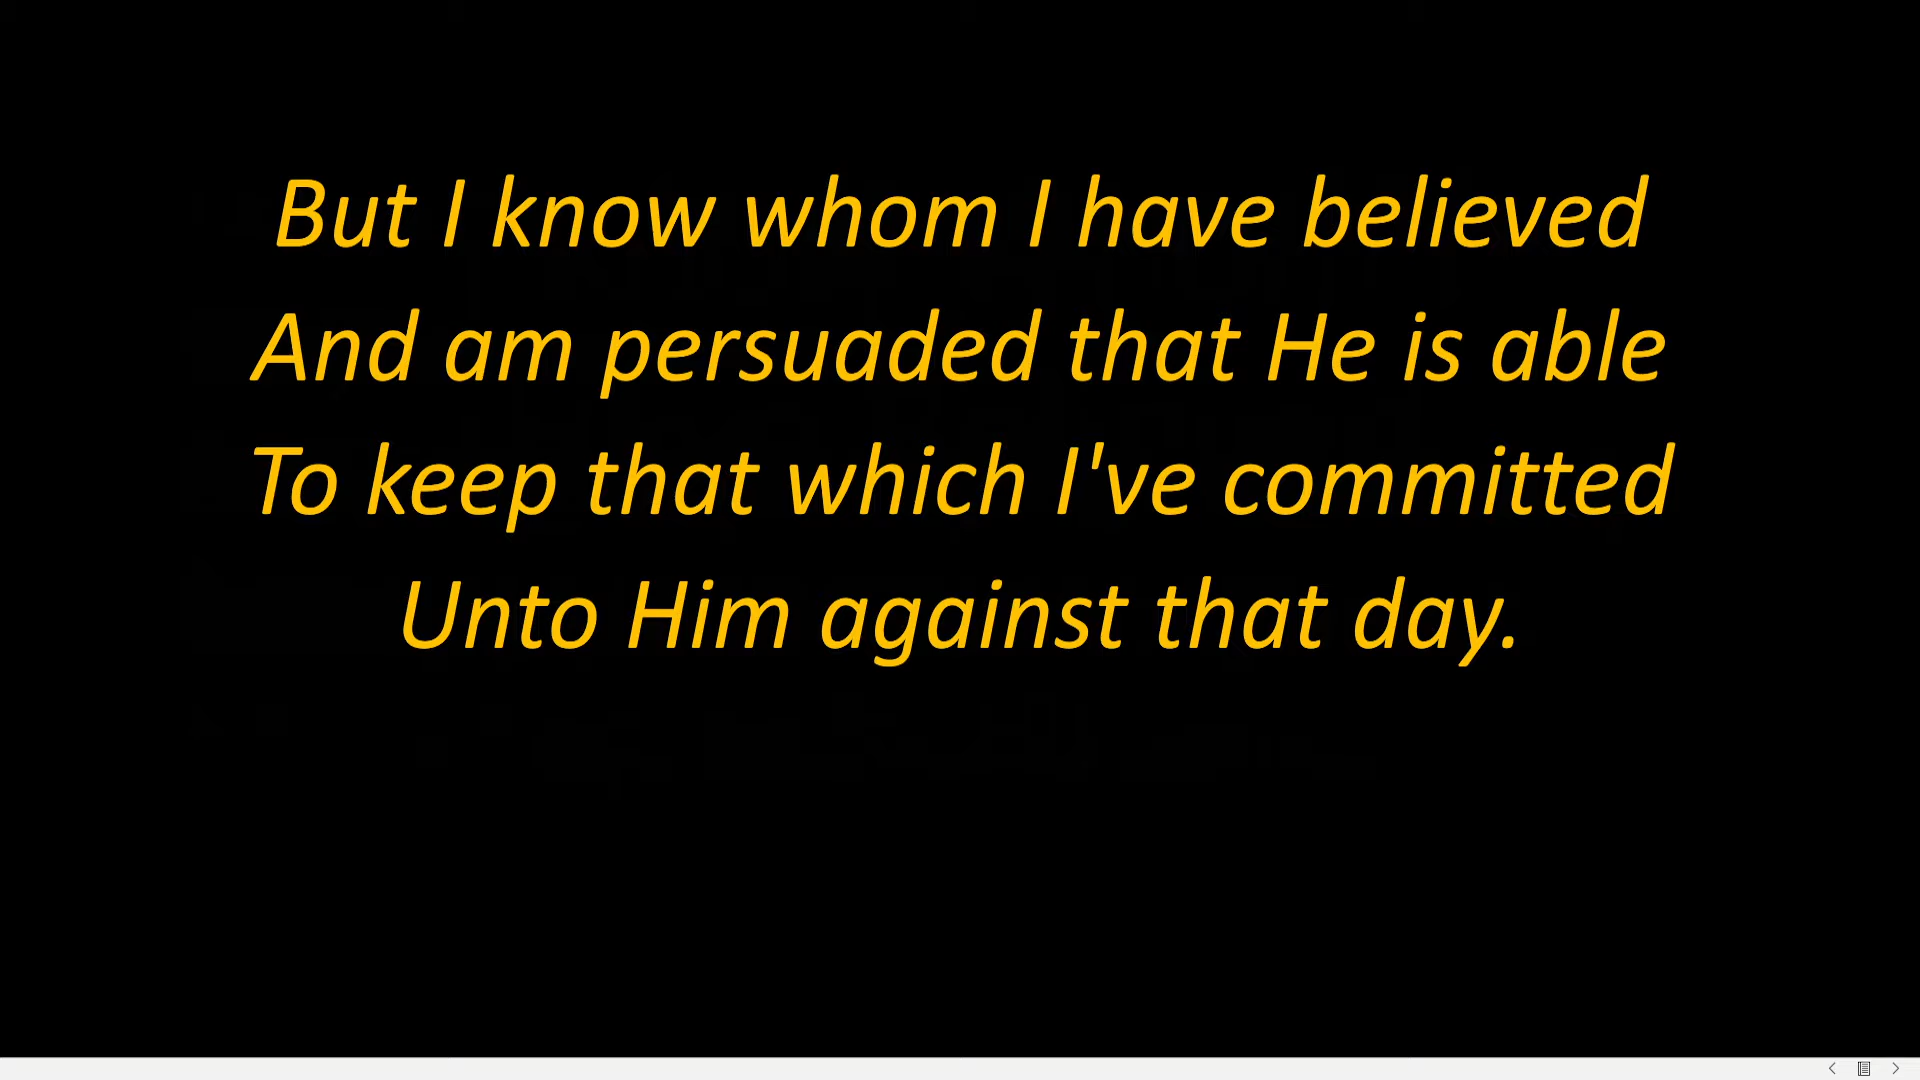 But I know whom I have believed
And am persuaded that He is able
To keep that which I've committed
Unto Him against that day.